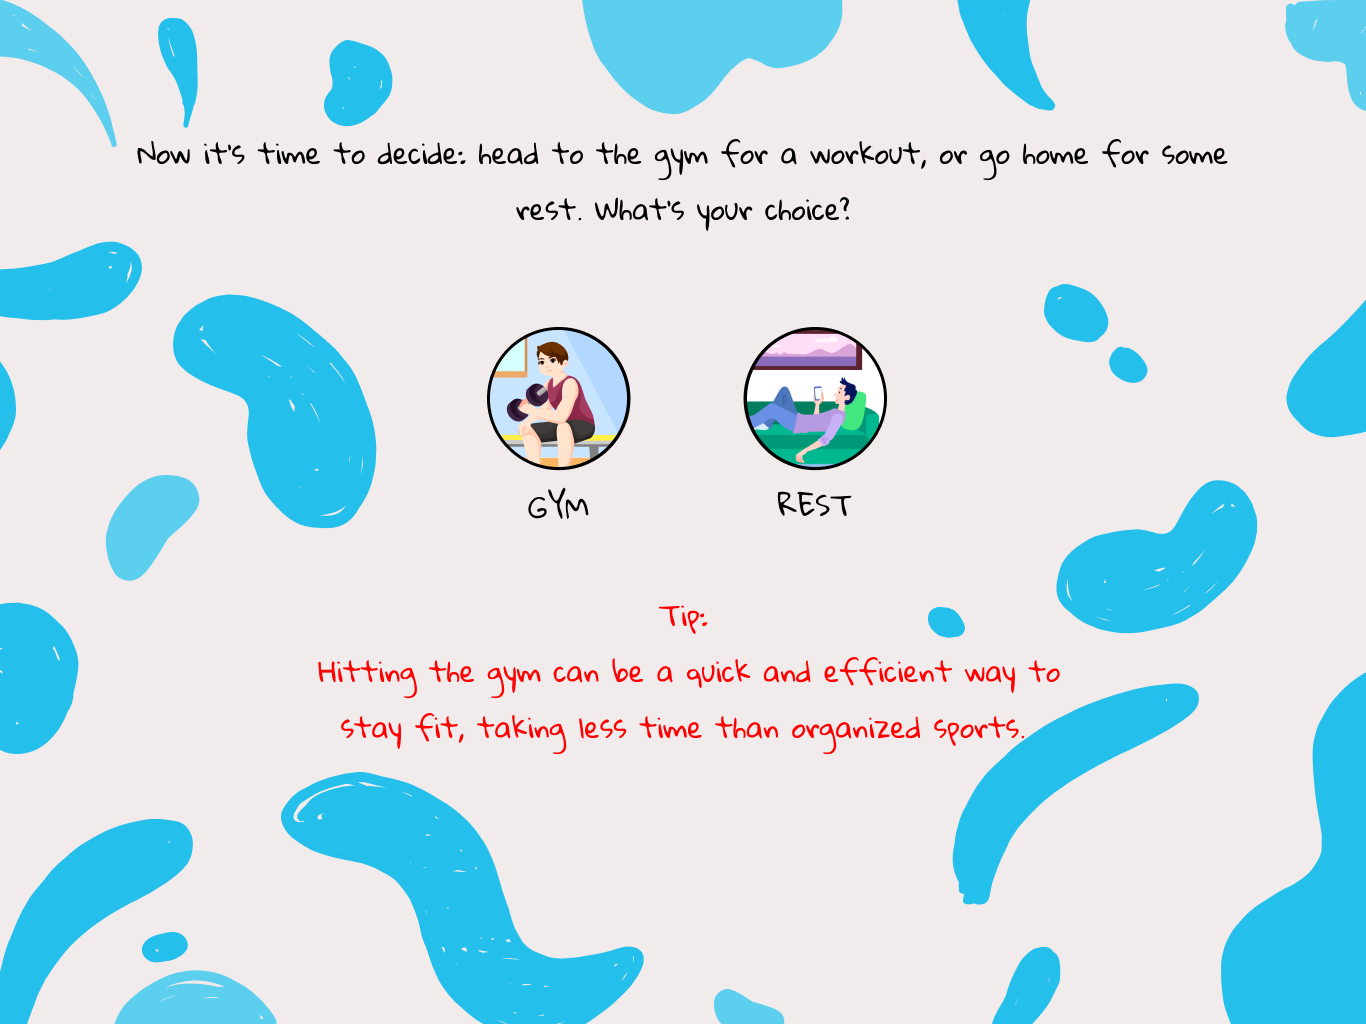 Now it's time to decide: head to the gym for a workout, or go home for some
rest. What's your choice?
GYM
REST
Tip:
Hitting the gym can be a quick and efficient way to
stay fit, taking less time than organized sports.